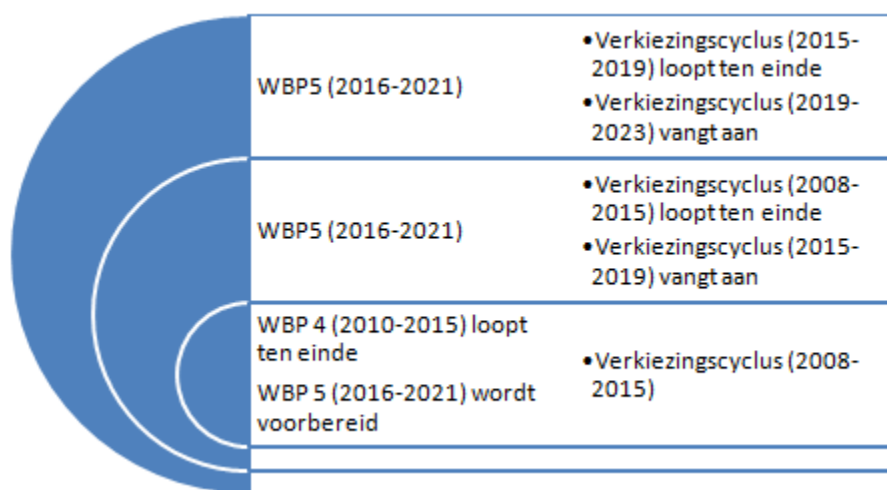 WBP5 (2016-2021)
•Verkiezingscyclus (2015-
2019) loopt ten einde
•Verkiezingscyclus (2019-
2023) vangt aan
WBP5 (2016-2021)
•Verkiezingscyclus (2008-
2015) loopt ten einde
•Verkiezingscyclus (2015-
2019) vangt aan
WBP 4 (2010-2015) loopt
ten einde
WBP 5 (2016-2021) wordt
voorbereid
•Verkiezingscyclus (2008-
2015)